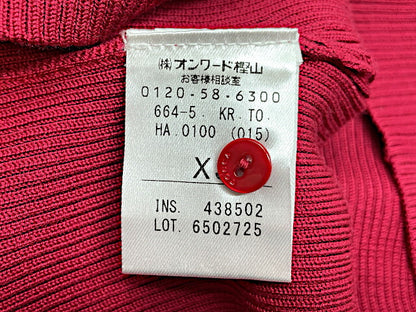 ㈱オンワード樫山
お客様相談室
0120-58-6300
664-5. KR.TO.
HA.0100 (015)
X
INS. 438502
LOT. 6502725